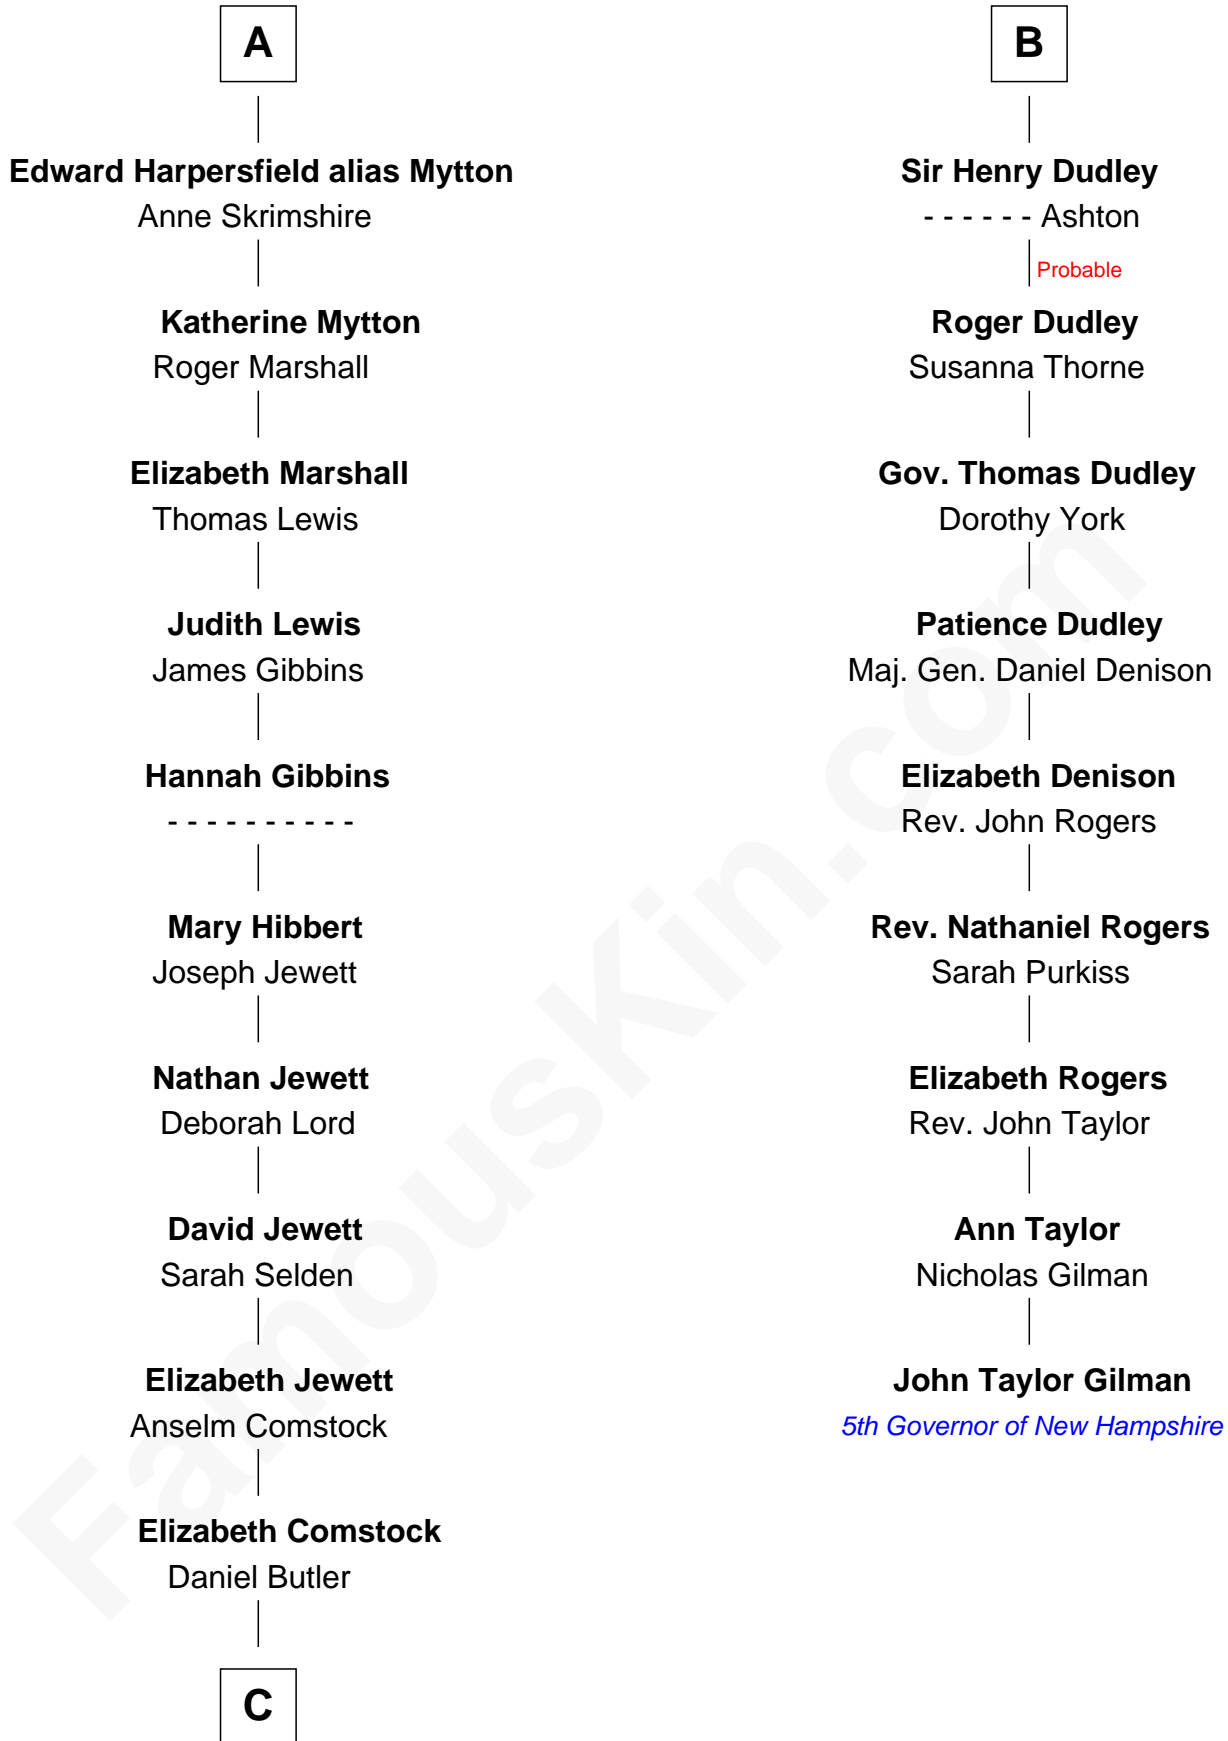 A
Edward Harpersfield alias Mytton
Anne Skrimshire
Katherine Mytton
Roger Marshall
Elizabeth Marshall
Thomas Lewis
Judith Lewis
James Gibbins
Hannah Gibbins
- - - - - - - - - -
Mary Hibbert
Joseph Jewett
Nathan Jewett
Deborah Lord
David Jewett
Sarah Selden
Elizabeth Jewett
Anselm Comstock
Elizabeth Comstock
Daniel Butler
C
B
Sir Henry Dudley
- - - - - - Ashton
Probable
Roger Dudley
Susanna Thorne
Gov. Thomas Dudley
Dorothy York
Patience Dudley
Maj. Gen. Daniel Denison
Elizabeth Denison
Rev. John Rogers
Rev. Nathaniel Rogers
Sarah Purkiss
Elizabeth Rogers
Rev. John Taylor
Ann Taylor
Nicholas Gilman
John Taylor Gilman
5th Governor of New Hampshire
FamousKin.com